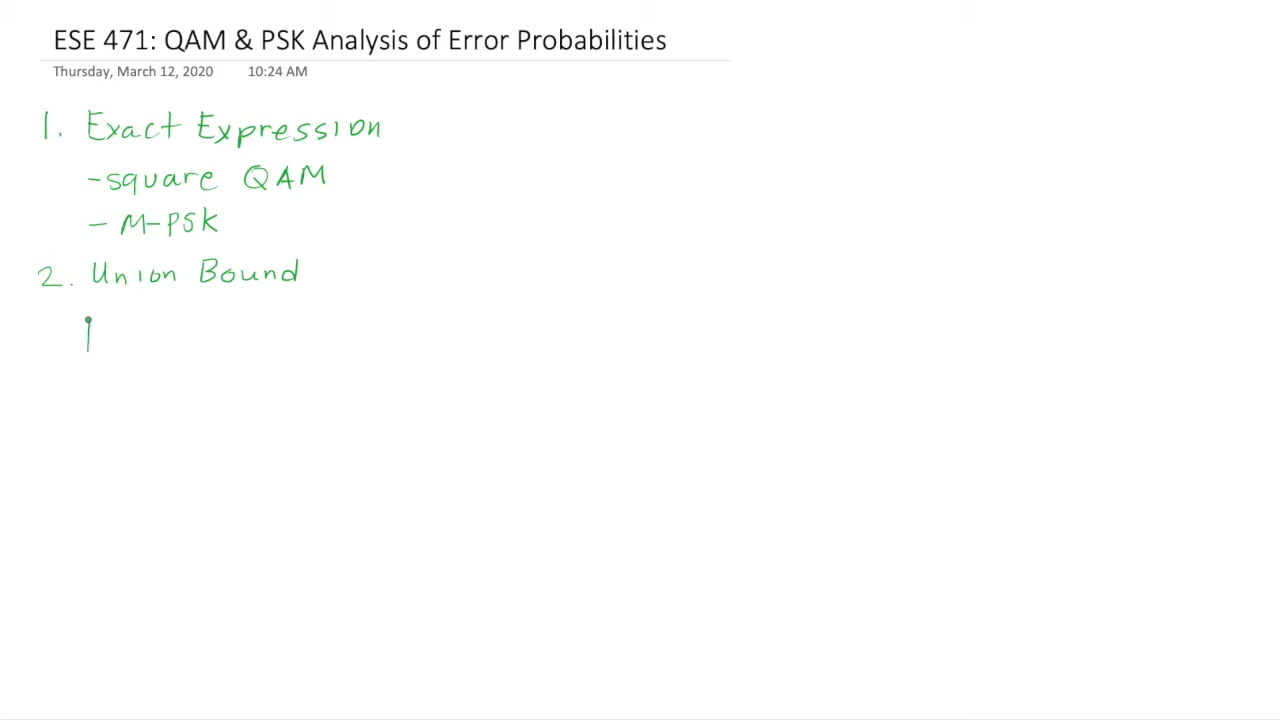 ESE 471: QAM & PSK Analysis of Error Probabilities
Thursday, March 12, 2020 10:24 AM
1. Exact Expression
- square QAM
- M-PSK
2. Union Bound